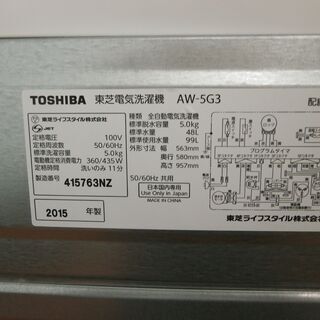 TOSHIBA 東芝電気洗濯機 AW-5G3
配線
JET
定格電圧 100V
定格周波数 50/60Hz
標準洗濯容量 5.0kg
電動機定格消費電力 360/435W
定格時間 洗いのみ 11分
製造番号 415763NZ
2015 年製
種類 全自動電気洗濯機
標準脱水容量 5.0kg
標準水量 48L
標準使用水量 99L
外形寸法 幅 563mm
奥行 580mm
高さ 957mm
50/60Hz 共用
日本国内専用
Use Only in Japan
MADE IN CHINA
プログラムタイマ
東芝ライフスタイル株式会社
東芝ライフスタイル株式会社